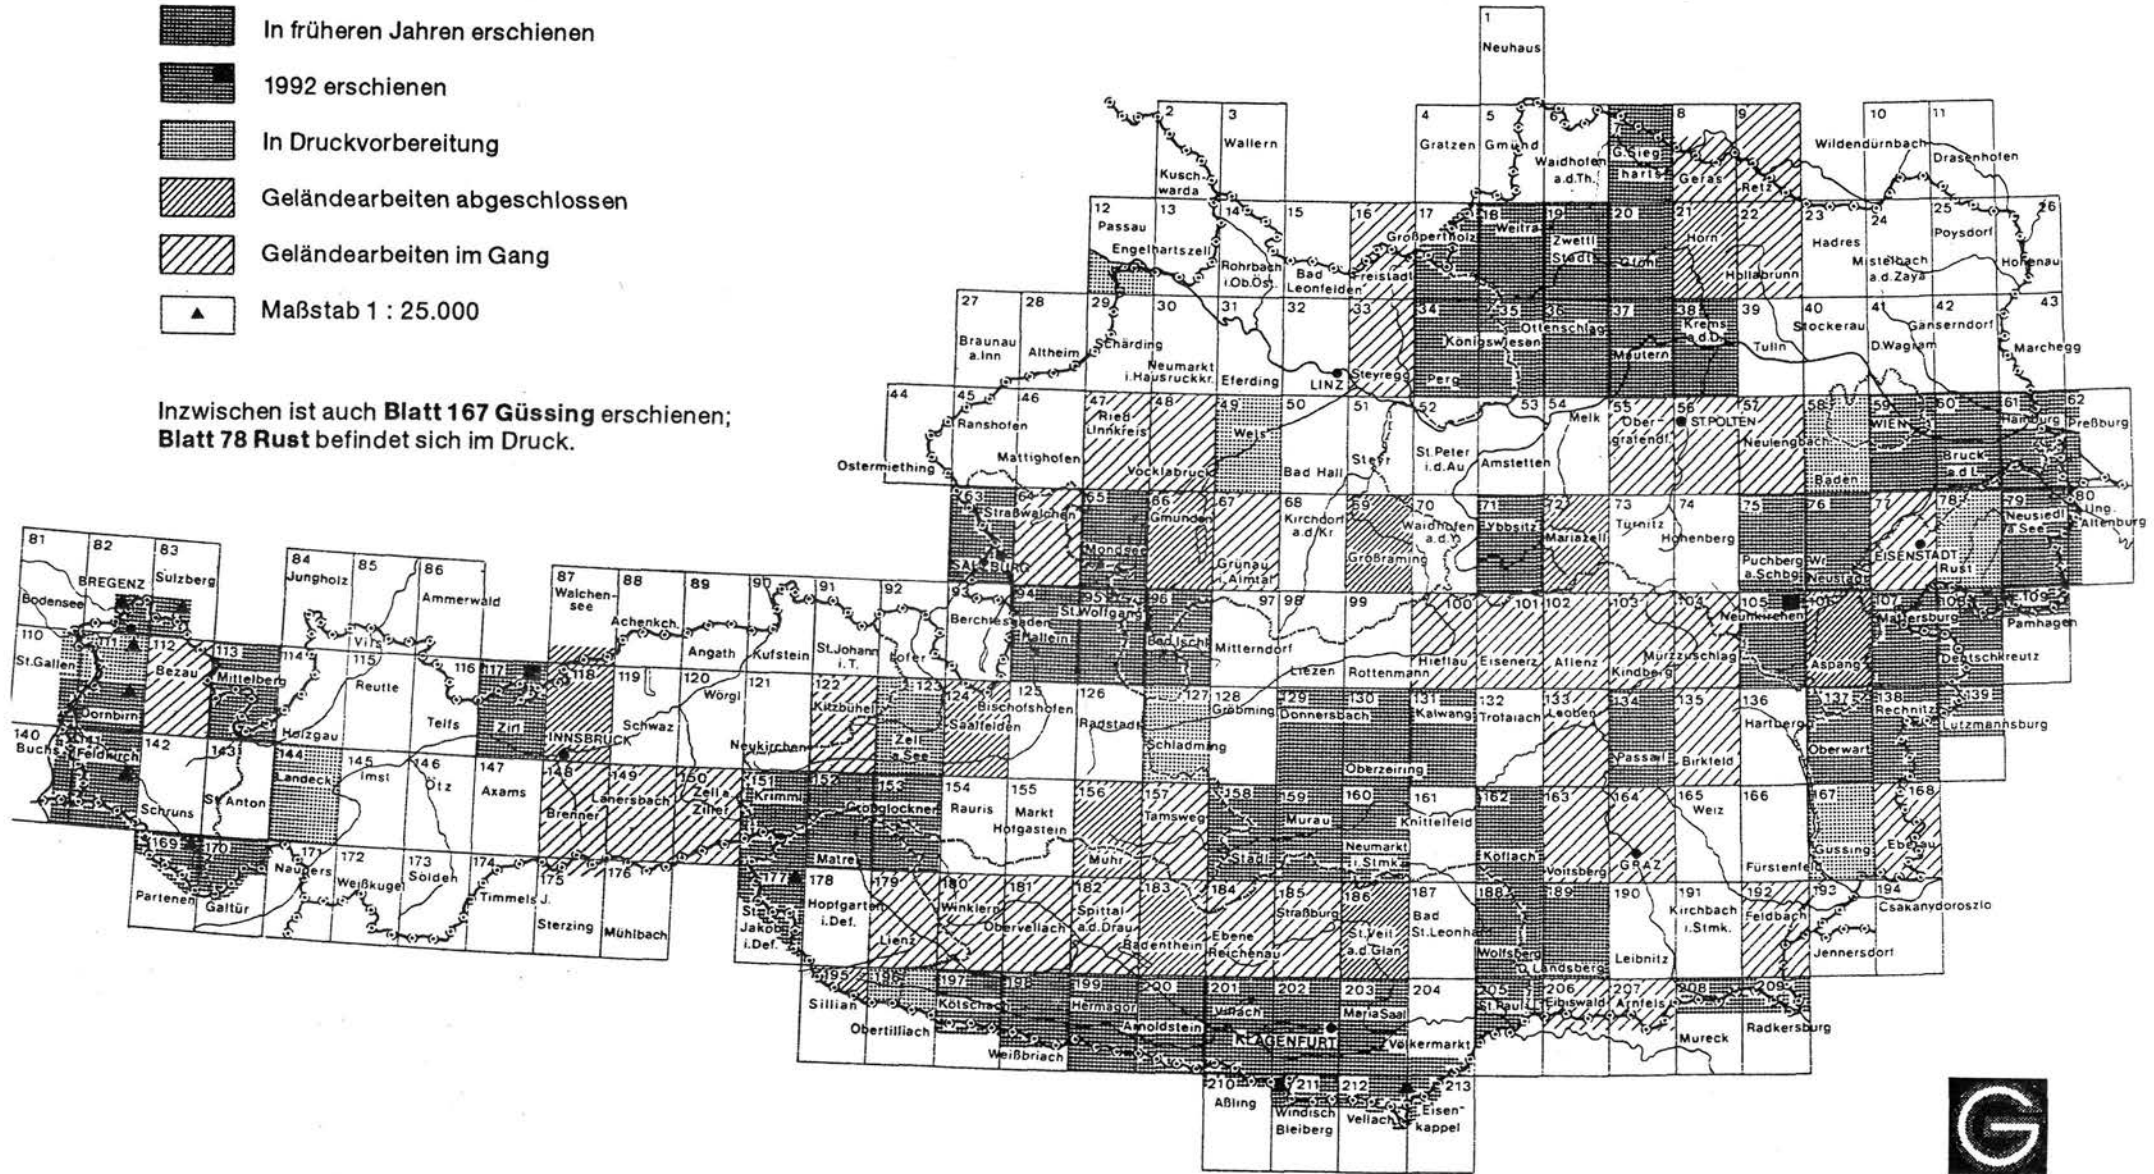 In früheren Jahren erschienen
1992 erschienen
In Druckvorbereitung
Geländearbeiten abgeschlossen
Geländearbeiten im Gang
Maßstab 1 : 25.000
Inzwischen ist auch Blatt 167 Güssing erschienen;
Blatt 78 Rust befindet sich im Druck.
1
Neuhaus
2 3 4 5 6 7 8 9 10 11
Kusch-
warda
Wallern
Gratzen
Gmünd
Waidhofen
a.d.Th.
G.Sieg
harts
Geras
Retz
Wildendürnbach
Drasenhofen
12 13 14 15 16 17 18 19 20 21 22 23 24 25 26
Passau
Engelhartszell
Rohrbach
i.Ob.Öst.
Bad
Leonfelden
Freistadt
Großpertholz
Weitra
Zwettl
Stadt
Gföhl
Horn
Hollabrunn
Hadres
Mistelbach
a.d.Zaya
Poysdorf
Hohenau
27 28 29 30 31 32 33 34 35 36 37 38 39 40 41 42 43
Braunau
a.Inn
Altheim
Schärding
Neumarkt
i.Hausruckkr.
Eferding
LINZ
Steyregg
Perg
Königswiesen
Ottenschlag
Mautern
Krems
a.d.D.
Tulln
Stockerau
D.Wagram
Gänserndorf
Marchegg
44 45 46 47 48 49 50 51 52 53 54 55 56 57 58 59 60 61 62
Ostermiething
Ranshofen
Mattighofen
Ried
i.Innkreis
Vöcklabruck
Wels
Bad Hall
Steyr
St.Peter
i.d.Au
Amstetten
Melk
Ober-
grafendf.
ST.PÖLTEN
Neulengbach
Baden
WIEN
Bruck
a.d.L.
Hainburg
Preßburg
63 64 65 66 67 68 69 70 71 72 73 74 75 76 77 78 79 80
SALZBURG
Straßwalchen
Mondsee
Gmunden
Grünau
i.Almtal
Kirchdorf
a.d.Kr
Großraming
Waidhofen
a.d.Y.
Ybbsitz
Mariazell
Türnitz
Hohenberg
Puchberg
a.Schbg.
Wr.
Neustadt
EISENSTADT
Rust
Neusiedl
a.See
Ung.
Altenburg
81 82 83 84 85 86 87 88 89 90 91 92 93 94 95 96 97 98 99 100 101 102 103 104 105 106 107 108 109
Bodensee
BREGENZ
Sulzberg
Jungholz
Vils
Ammerwald
Walchen-
see
Achenkch.
Angath
Kufstein
St.Johann
i.T.
Lofer
Berchtesgaden
Hallein
St.Wolfgang
Bad Ischl
Mitterndorf
Liezen
Rottenmann
Hieflau
Eisenerz
Aflenz
Kindberg
Mürzzuschlag
Neunkirchen
Aspang
Mattersburg
Deutschkreutz
Pamhagen
110 111 112 113 114 115 116 117 118 119 120 121 122 123 124 125 126 127 128 129 130 131 132 133 134 135 136 137 138 139
St.Gallen
Dornbirn
Bezau
Mittelberg
Holzgau
Reutte
Telfs
Zirl
INNSBRUCK
Schwaz
Wörgl
Neukirchen
Kitzbühel
Zell
a.See
Saalfelden
Bischofshofen
Radstadt
Schladming
Gröbming
Donnersbach
Oberzeiring
Kalwang
Trofaiach
Leoben
Passail
Birkfeld
Hartberg
Oberwart
Rechnitz
Lutzmannsburg
140 141 142 143 144 145 146 147 148 149 150 151 152 153 154 155 156 157 158 159 160 161 162 163 164 165 166 167 168
Buchs
Feldkirch
Schruns
St.Anton
Landeck
Imst
Ötz
Axams
Brenner
Lanersbach
Zell a.
Ziller
Krimml
Matrei
Großglockner
Rauris
Markt
Hofgastein
Muhr
Tamsweg
Stadl
Murau
Neumarkt
i.Stmk.
Knittelfeld
Köflach
Voitsberg
GRAZ
Weiz
Fürstenfeld
Güssing
Eberau
169 170 171 172 173 174 175 176 177 178 179 180 181 182 183 184 185 186 187 188 189 190 191 192 193 194
Partenen
Galtür
Nauders
Weißkugel
Sölden
Timmels J.
Sterzing
Mühlbach
St.
Jakob
i.Def.
Hopfgarten
i.Def.
Lienz
Winklern
Obervellach
Spittal
a.d.Drau
Radenthein
Ebene
Reichenau
Straßburg
St.Veit
a.d.Glan
Bad
St.Leonhard
Wolfsberg
D.Landsberg
Leibnitz
Kirchbach
i.Stmk.
Feldbach
Jennersdorf
Csakanydoroszlo
195 196 197 198 199 200 201 202 203 204 205 206 207 208 209
Sillian
Obertilliach
Kötschach
Weißbriach
Hermagor
Arnoldstein
Villach
KLAGENFURT
Maria Saal
Völkermarkt
St.Paul
Eibiswald
Arnfels
Mureck
Radkersburg
210 211 212 213
Aßling
Windisch
Bleiberg
Vellach
Eisen-
kappel
G